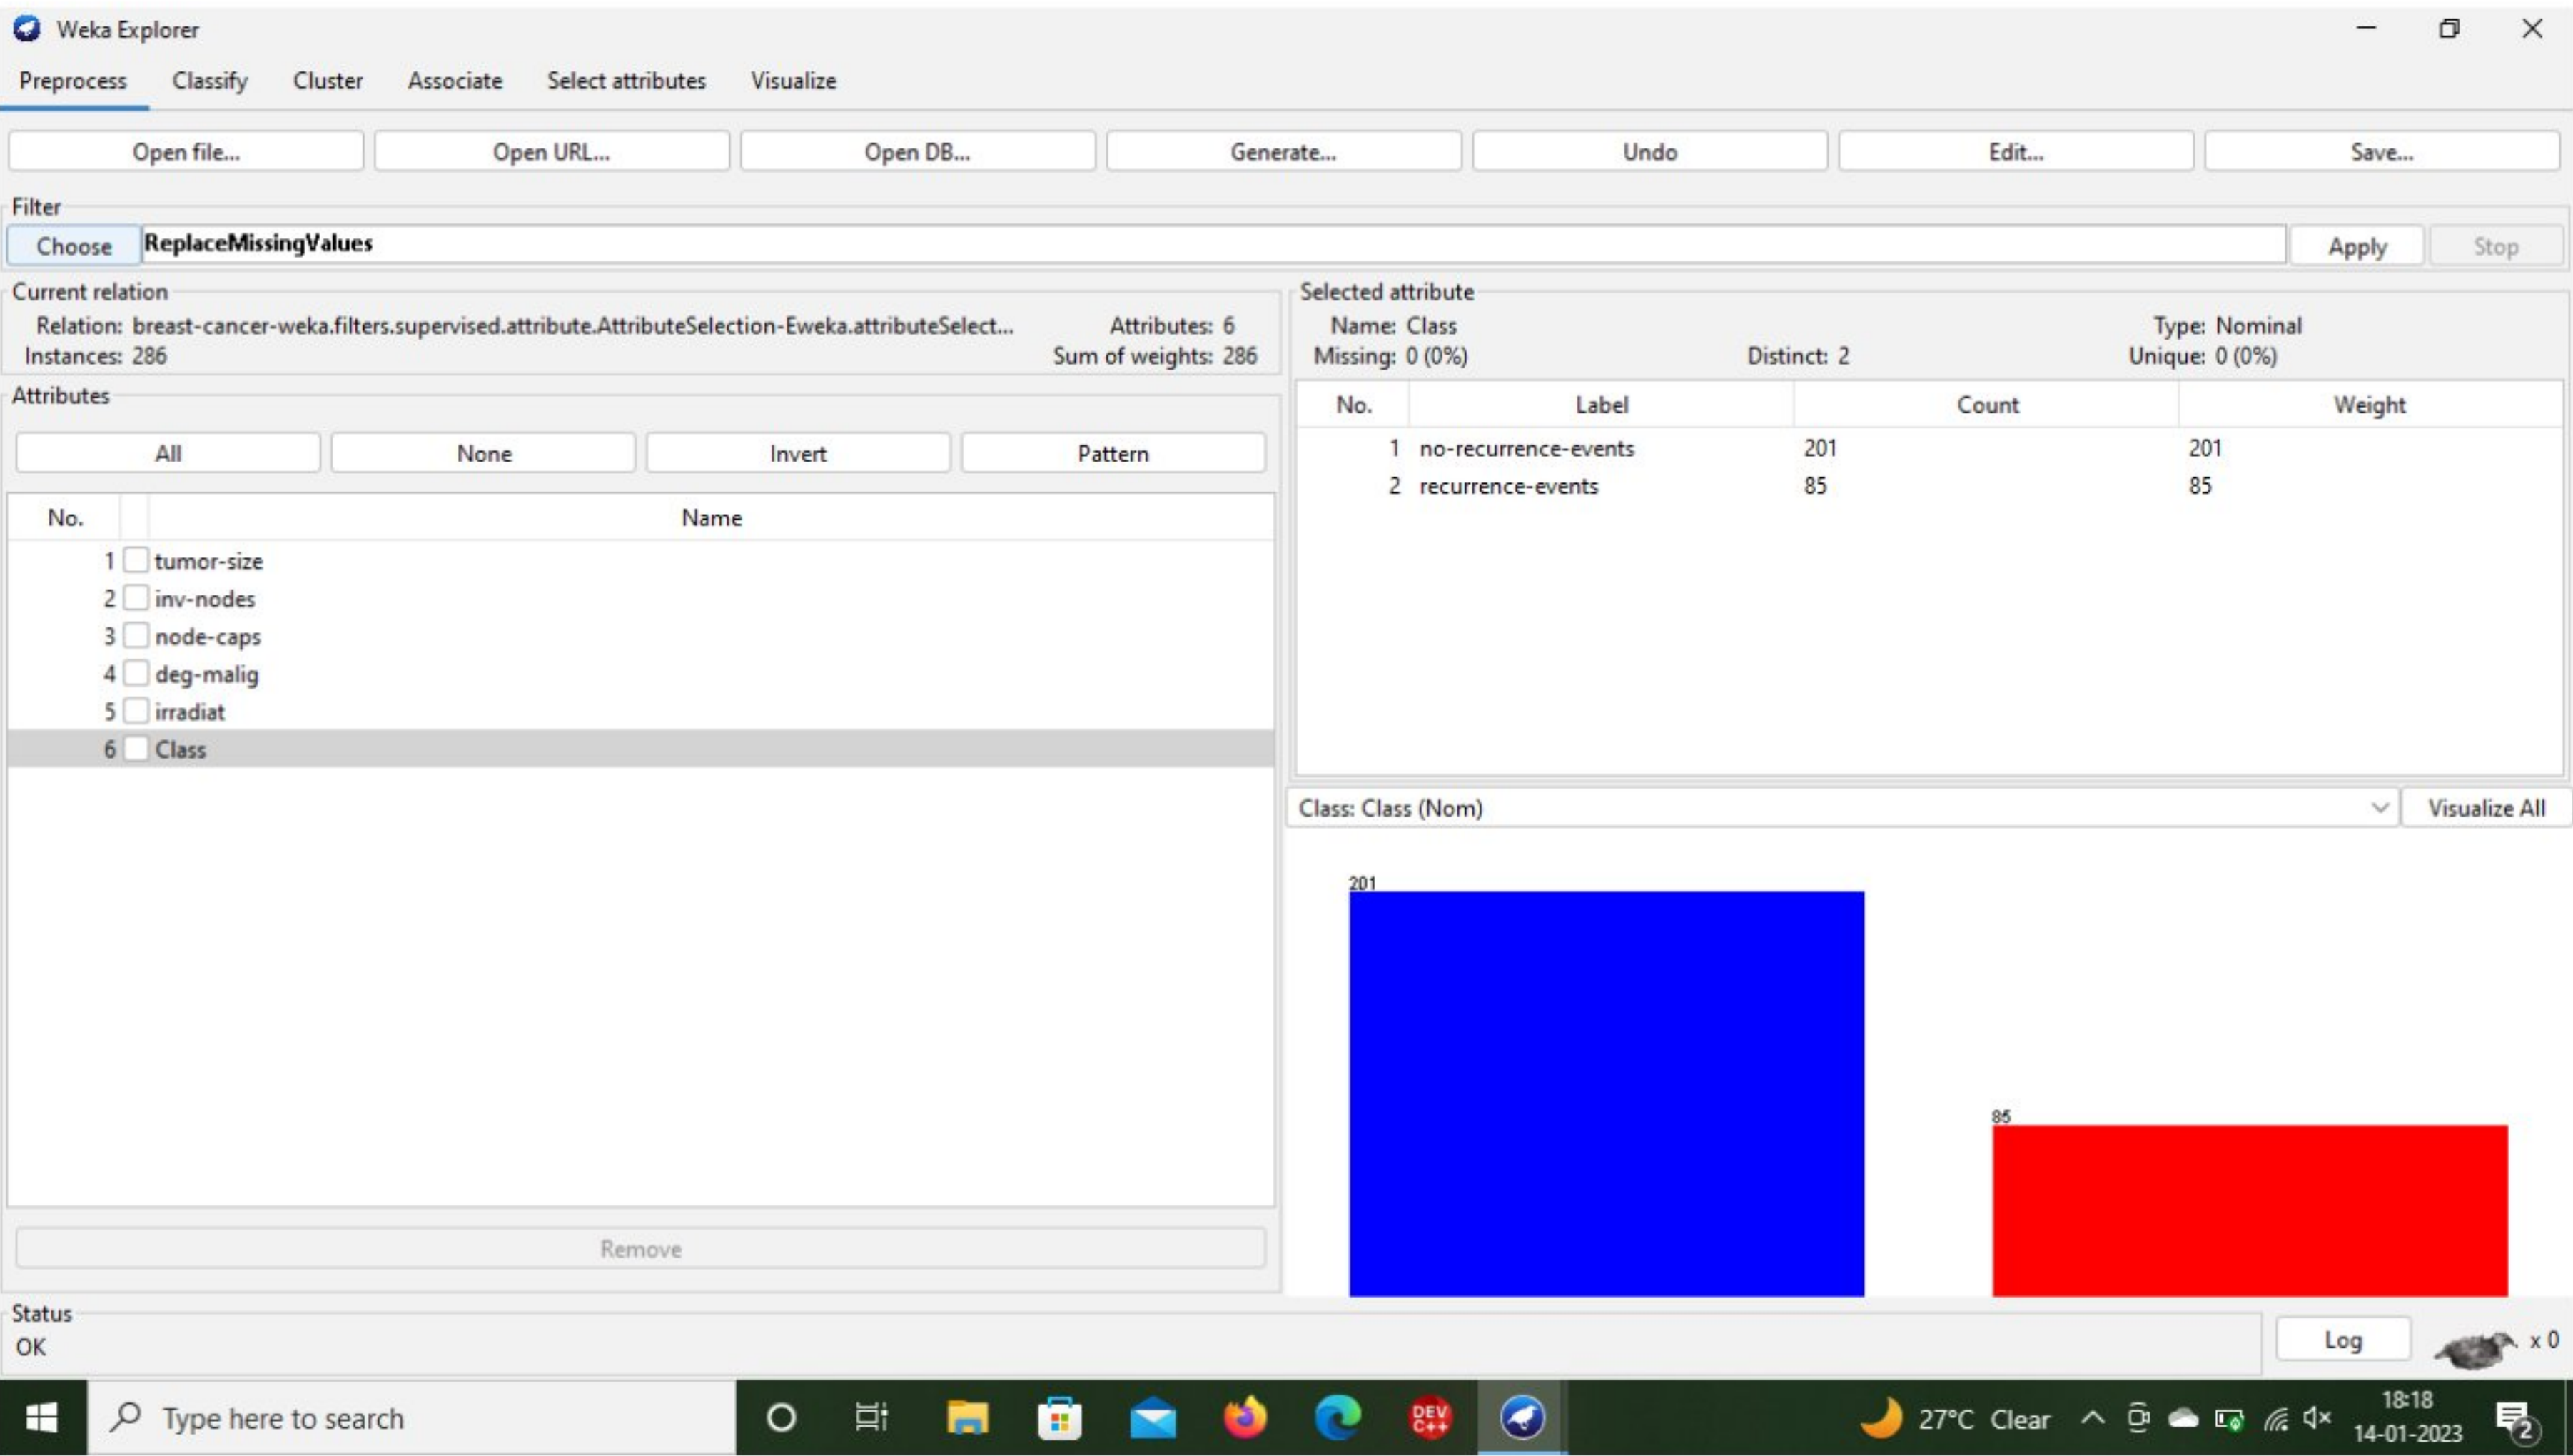 Weka Explorer
Preprocess Classify Cluster Associate Select attributes Visualize
Open file... Open URL... Open DB... Generate... Undo Edit... Save...
Filter
Choose ReplaceMissingValues Apply Stop
Current relation
Relation: breast-cancer-weka.filters.supervised.attribute.AttributeSelection-Eweka.attributeSelect... Attributes: 6
Instances: 286 Sum of weights: 286
Selected attribute
Name: Class Type: Nominal
Missing: 0 (0%) Distinct: 2 Unique: 0 (0%)
Attributes
All None Invert Pattern
No. Name
1 tumor-size
2 inv-nodes
3 node-caps
4 deg-malig
5 irradiat
6 Class
Remove
No. Label Count Weight
1 no-recurrence-events 201 201
2 recurrence-events 85 85
Class: Class (Nom) Visualize All
201
85
Status
OK
Log x 0
Type here to search
DEV
C++
27°C Clear
18:18
14-01-2023
2